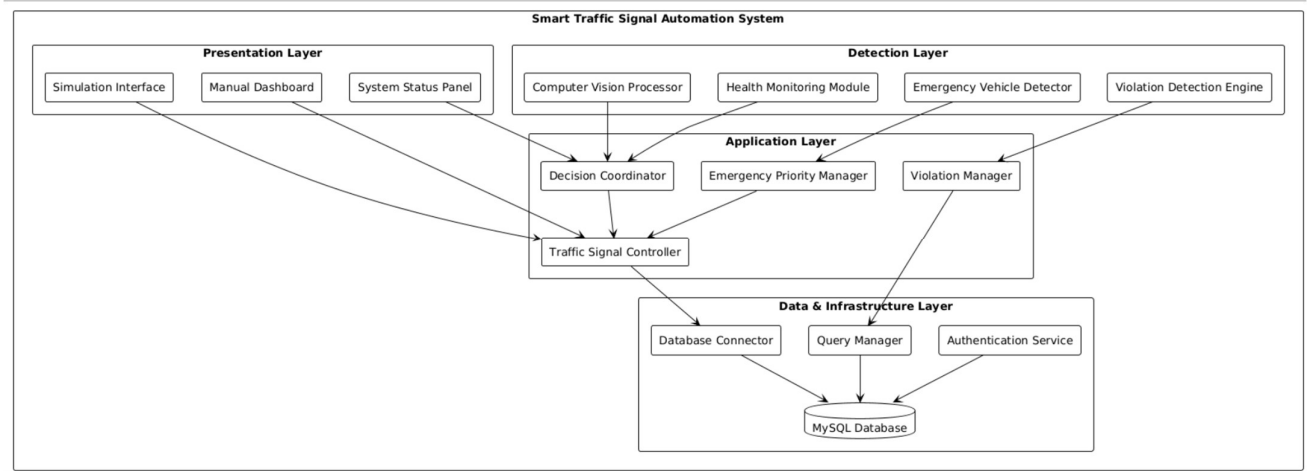 Smart Traffic Signal Automation System
Presentation Layer
Simulation Interface
Manual Dashboard
System Status Panel
Detection Layer
Computer Vision Processor
Health Monitoring Module
Emergency Vehicle Detector
Violation Detection Engine
Application Layer
Decision Coordinator
Emergency Priority Manager
Violation Manager
Traffic Signal Controller
Data & Infrastructure Layer
Database Connector
Query Manager
Authentication Service
MySQL Database